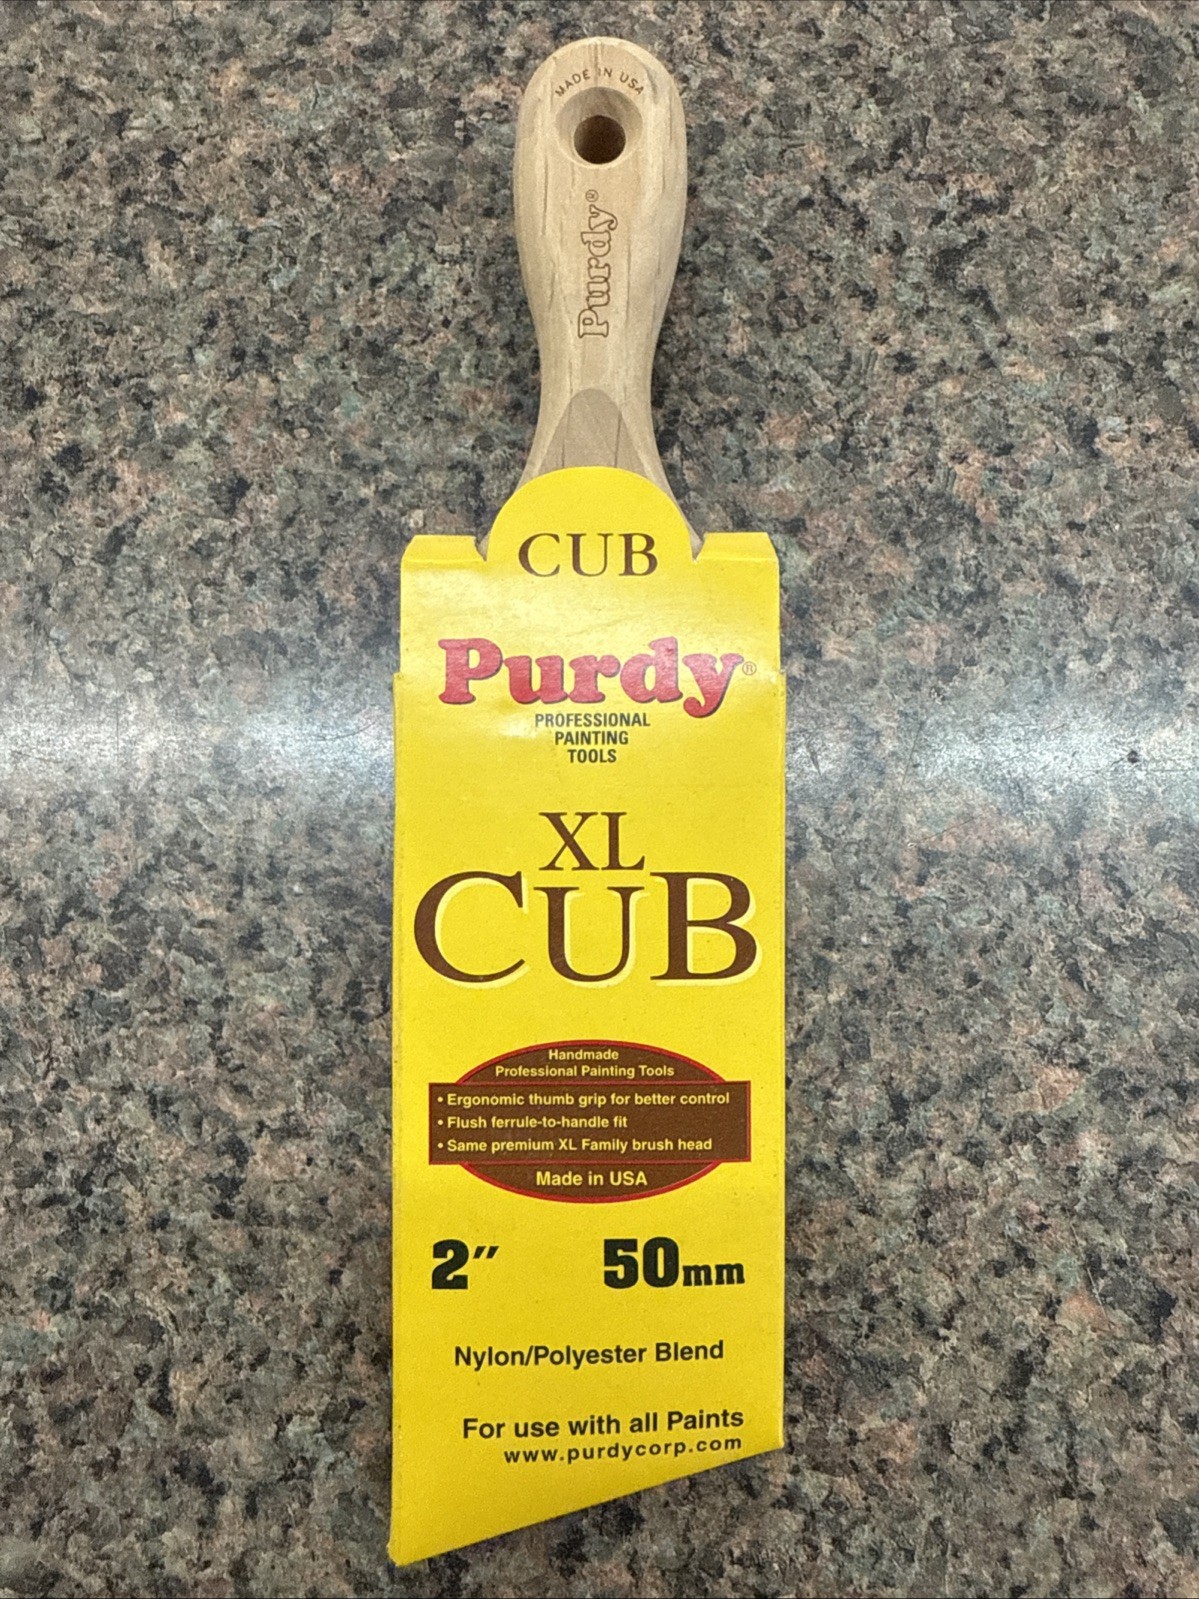 MADE IN USA
Purdy®
CUB
Purdy®
PROFESSIONAL
PAINTING
TOOLS
XL
CUB
Handmade
Professional Painting Tools
• Ergonomic thumb grip for better control
• Flush ferrule-to-handle fit
• Same premium XL Family brush head
Made in USA
2" 50mm
Nylon/Polyester Blend
For use with all Paints
www.purdycorp.com